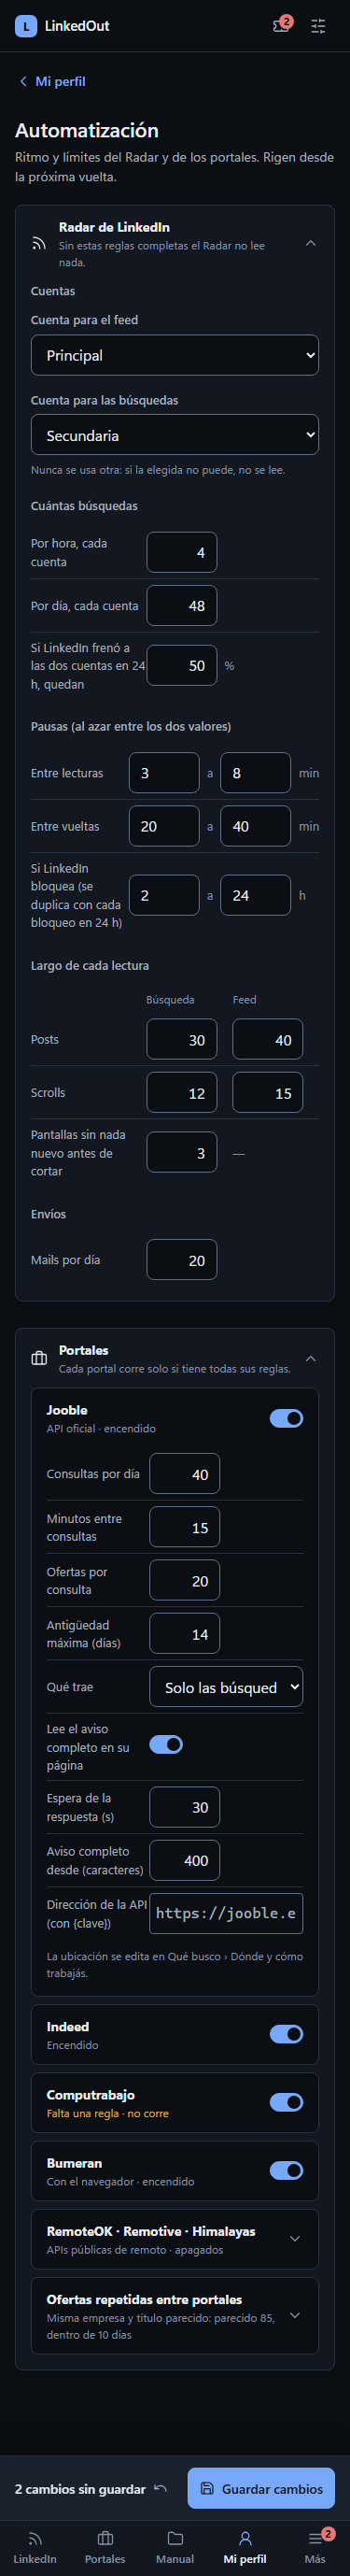 L LinkedOut 2
Mi perfil
Automatización
Ritmo y límites del Radar y de los portales. Rigen desde
la próxima vuelta.
Radar de LinkedIn
Sin estas reglas completas el Radar no lee
nada.
Cuentas
Cuenta para el feed
Principal
Cuenta para las búsquedas
Secundaria
Nunca se usa otra: si la elegida no puede, no se lee.
Cuántas búsquedas
Por hora, cada
cuenta
4
Por día, cada cuenta 48
Si LinkedIn frenó a
las dos cuentas en 24
h, quedan
50 %
Pausas (al azar entre los dos valores)
Entre lecturas 3 a 8 min
Entre vueltas 20 a 40 min
Si LinkedIn
bloquea (se
duplica con cada
bloqueo en 24 h)
2 a 24 h
Largo de cada lectura
Búsqueda Feed
Posts 30 40
Scrolls 12 15
Pantallas sin nada
nuevo antes de
cortar
3 —
Envíos
Mails por día 20
Portales
Cada portal corre solo si tiene todas sus reglas.
Jooble
API oficial · encendido
Consultas por día 40
Minutos entre
consultas
15
Ofertas por
consulta
20
Antigüedad
máxima (días)
14
Qué trae Solo las búsqued
Lee el aviso
completo en su
página
Espera de la
respuesta (s)
30
Aviso completo
desde (caracteres)
400
Dirección de la API
(con {clave})
https://jooble.e
La ubicación se edita en Qué busco › Dónde y cómo
trabajás.
Indeed
Encendido
Computrabajo
Falta una regla · no corre
Bumeran
Con el navegador · encendido
RemoteOK · Remotive · Himalayas
APIs públicas de remoto · apagados
Ofertas repetidas entre portales
Misma empresa y título parecido: parecido 85,
dentro de 10 días
2 cambios sin guardar Guardar cambios
2
LinkedIn Portales Manual Mi perfil Más